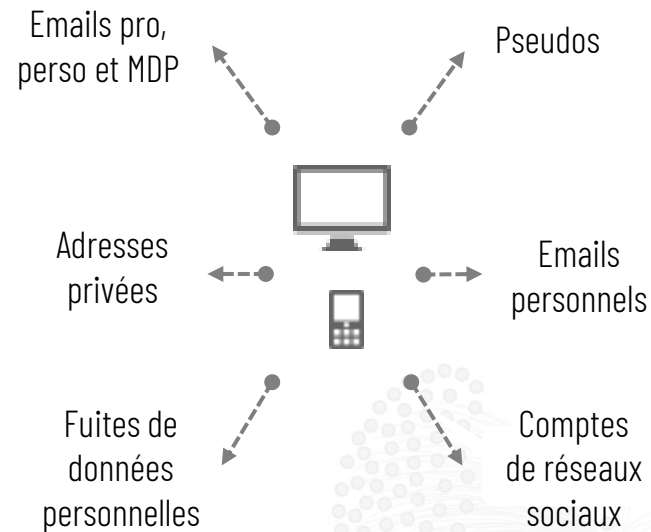 Emails pro,
perso et MDP
Pseudos
Adresses
privées
Emails
personnels
Fuites de
données
personnelles
Comptes
de réseaux
sociaux